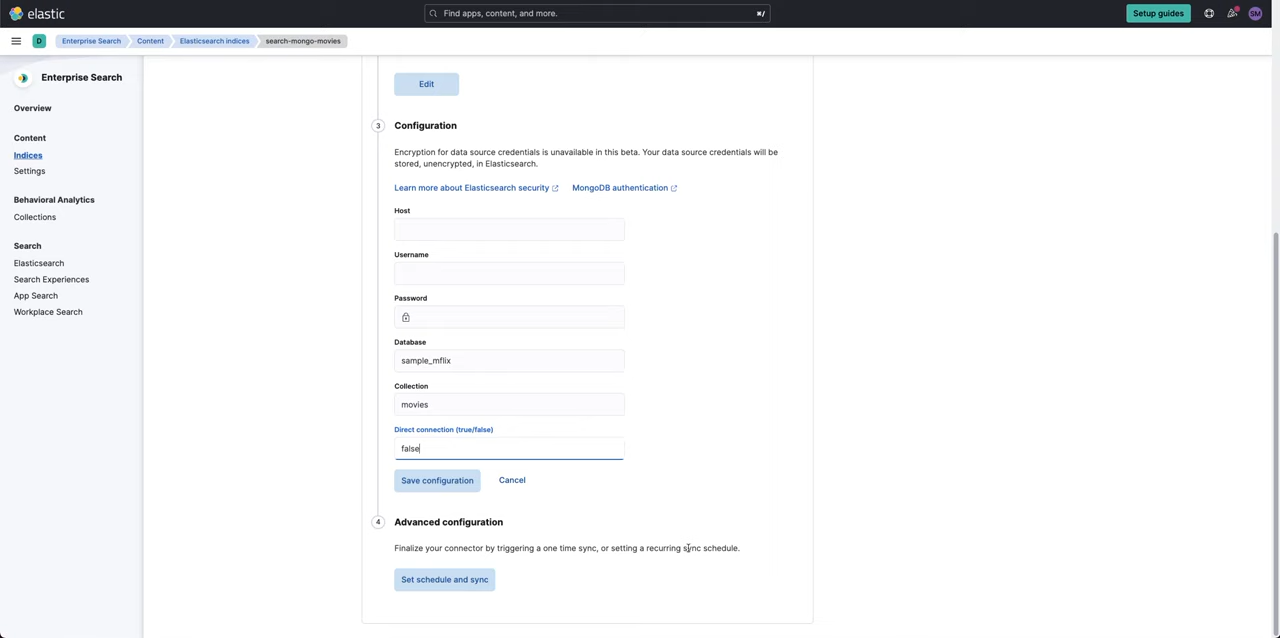 elastic
Find apps, content, and more.
⌘/
Setup guides
SM
D
Enterprise Search
Content
Elasticsearch indices
search-mongo-movies
Enterprise Search
Overview
Content
Indices
Settings
Behavioral Analytics
Collections
Search
Elasticsearch
Search Experiences
App Search
Workplace Search
Edit
3
Configuration
Encryption for data source credentials is unavailable in this beta. Your data source credentials will be
stored, unencrypted, in Elasticsearch.
Learn more about Elasticsearch security
MongoDB authentication
Host
Username
Password
Database
sample_mflix
Collection
movies
Direct connection (true/false)
false
Save configuration
Cancel
4
Advanced configuration
Finalize your connector by triggering a one time sync, or setting a recurring sync schedule.
Set schedule and sync